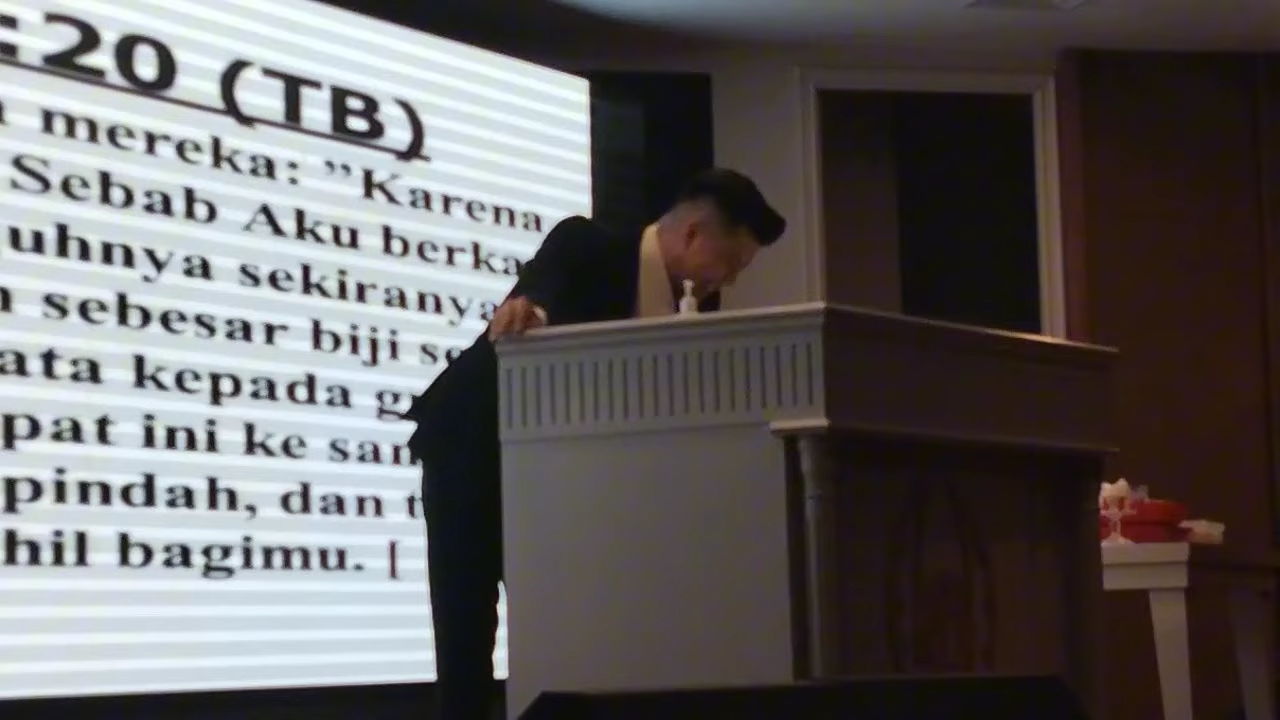 :20 (TB)
mereka: ”Karena
Sebab Aku berka
uhnya sekiranya
sebesar biji se
ata kepada g
pat ini ke san
pindah, dan t
hil bagimu. [